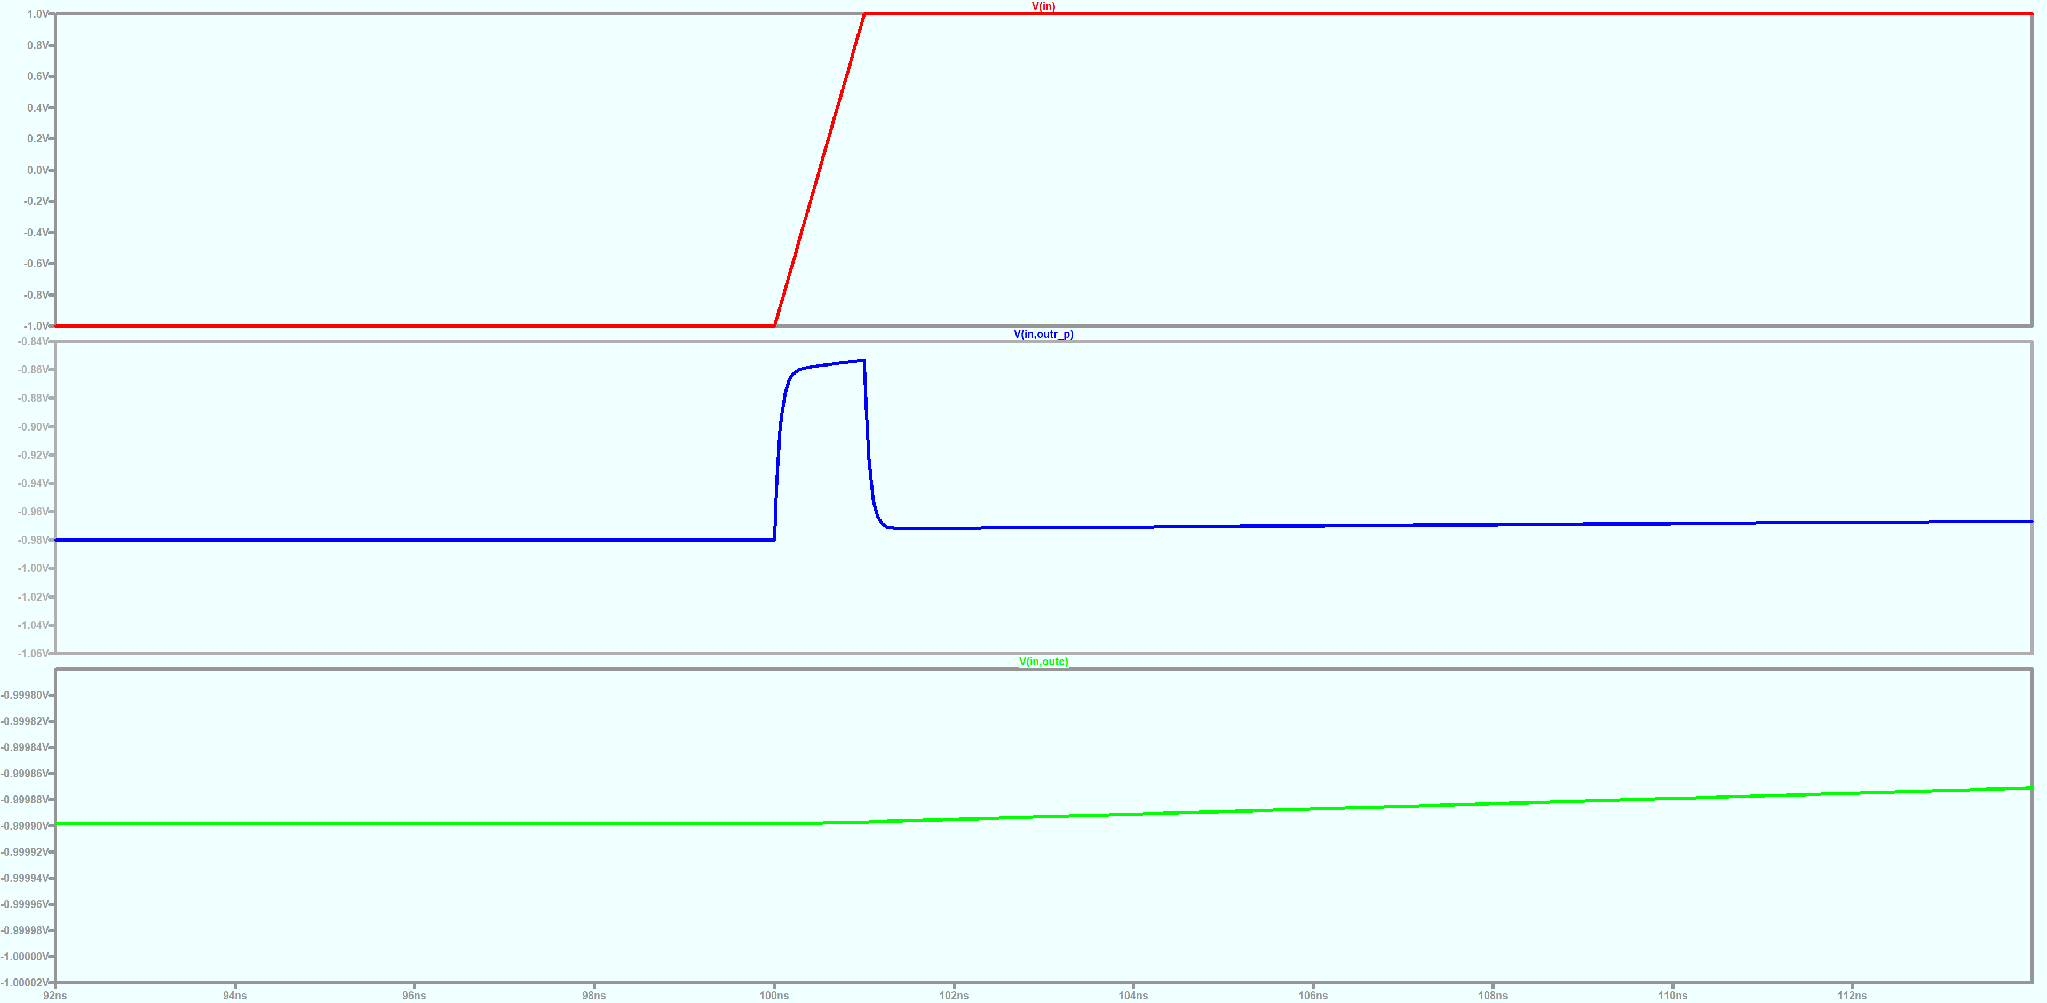 V(in)
1.0V
0.8V
0.6V
0.4V
0.2V
0.0V
-0.2V
-0.4V
-0.6V
-0.8V
-1.0V
V(in,outr_p)
-0.84V
-0.86V
-0.88V
-0.90V
-0.92V
-0.94V
-0.96V
-0.98V
-1.00V
-1.02V
-1.04V
-1.06V
V(in,outc)
-0.99980V
-0.99982V
-0.99984V
-0.99986V
-0.99988V
-0.99990V
-0.99992V
-0.99994V
-0.99996V
-0.99998V
-1.00000V
-1.00002V
92ns 94ns 96ns 98ns 100ns 102ns 104ns 106ns 108ns 110ns 112ns